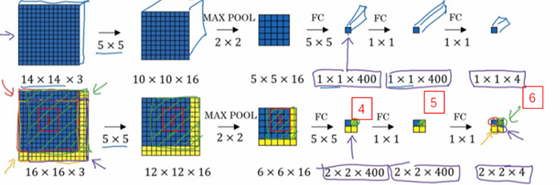 MAX POOL FC FC FC
5 × 5 2 × 2 5 × 5 1 × 1 1 × 1
14 × 14 × 3 10 × 10 × 16 5 × 5 × 16 1 × 1 × 400 1 × 1 × 400 1 × 1 × 4
4 5 6
1 2 3
MAX POOL FC FC FC
5 × 5 2 × 2 5 × 5 1 × 1 1 × 1
16 × 16 × 3 12 × 12 × 16 6 × 6 × 16 2 × 2 × 400 2 × 2 × 400 2 × 2 × 4